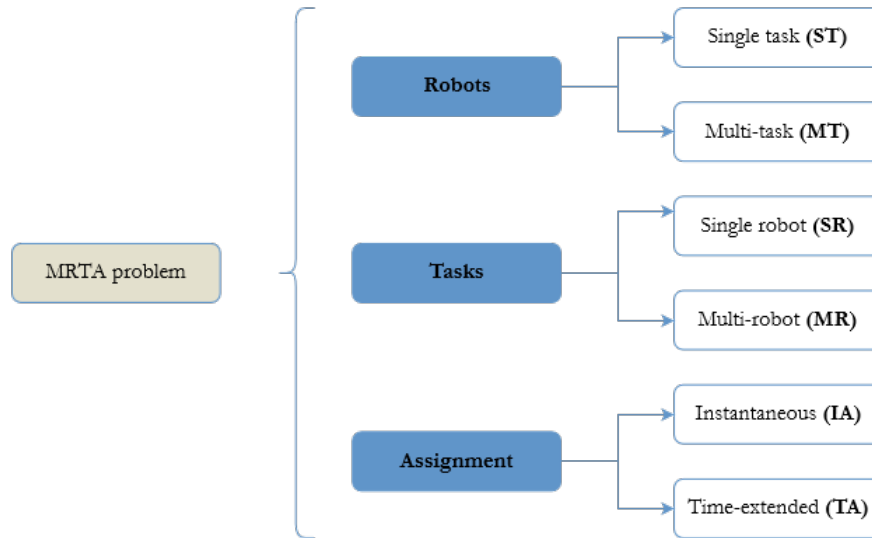 Single task (ST)
Robots
Multi-task (MT)
Single robot (SR)
MRTA problem
Tasks
Multi-robot (MR)
Instantaneous (IA)
Assignment
Time-extended (TA)